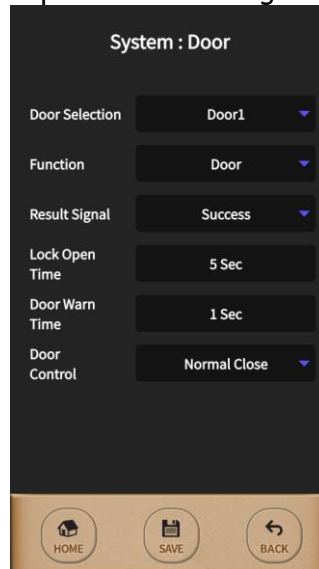 System : Door
Door Selection
Door1
Function
Door
Result Signal
Success
Lock Open
Time
5 Sec
Door Warn
Time
1 Sec
Door
Control
Normal Close
HOME
SAVE
BACK